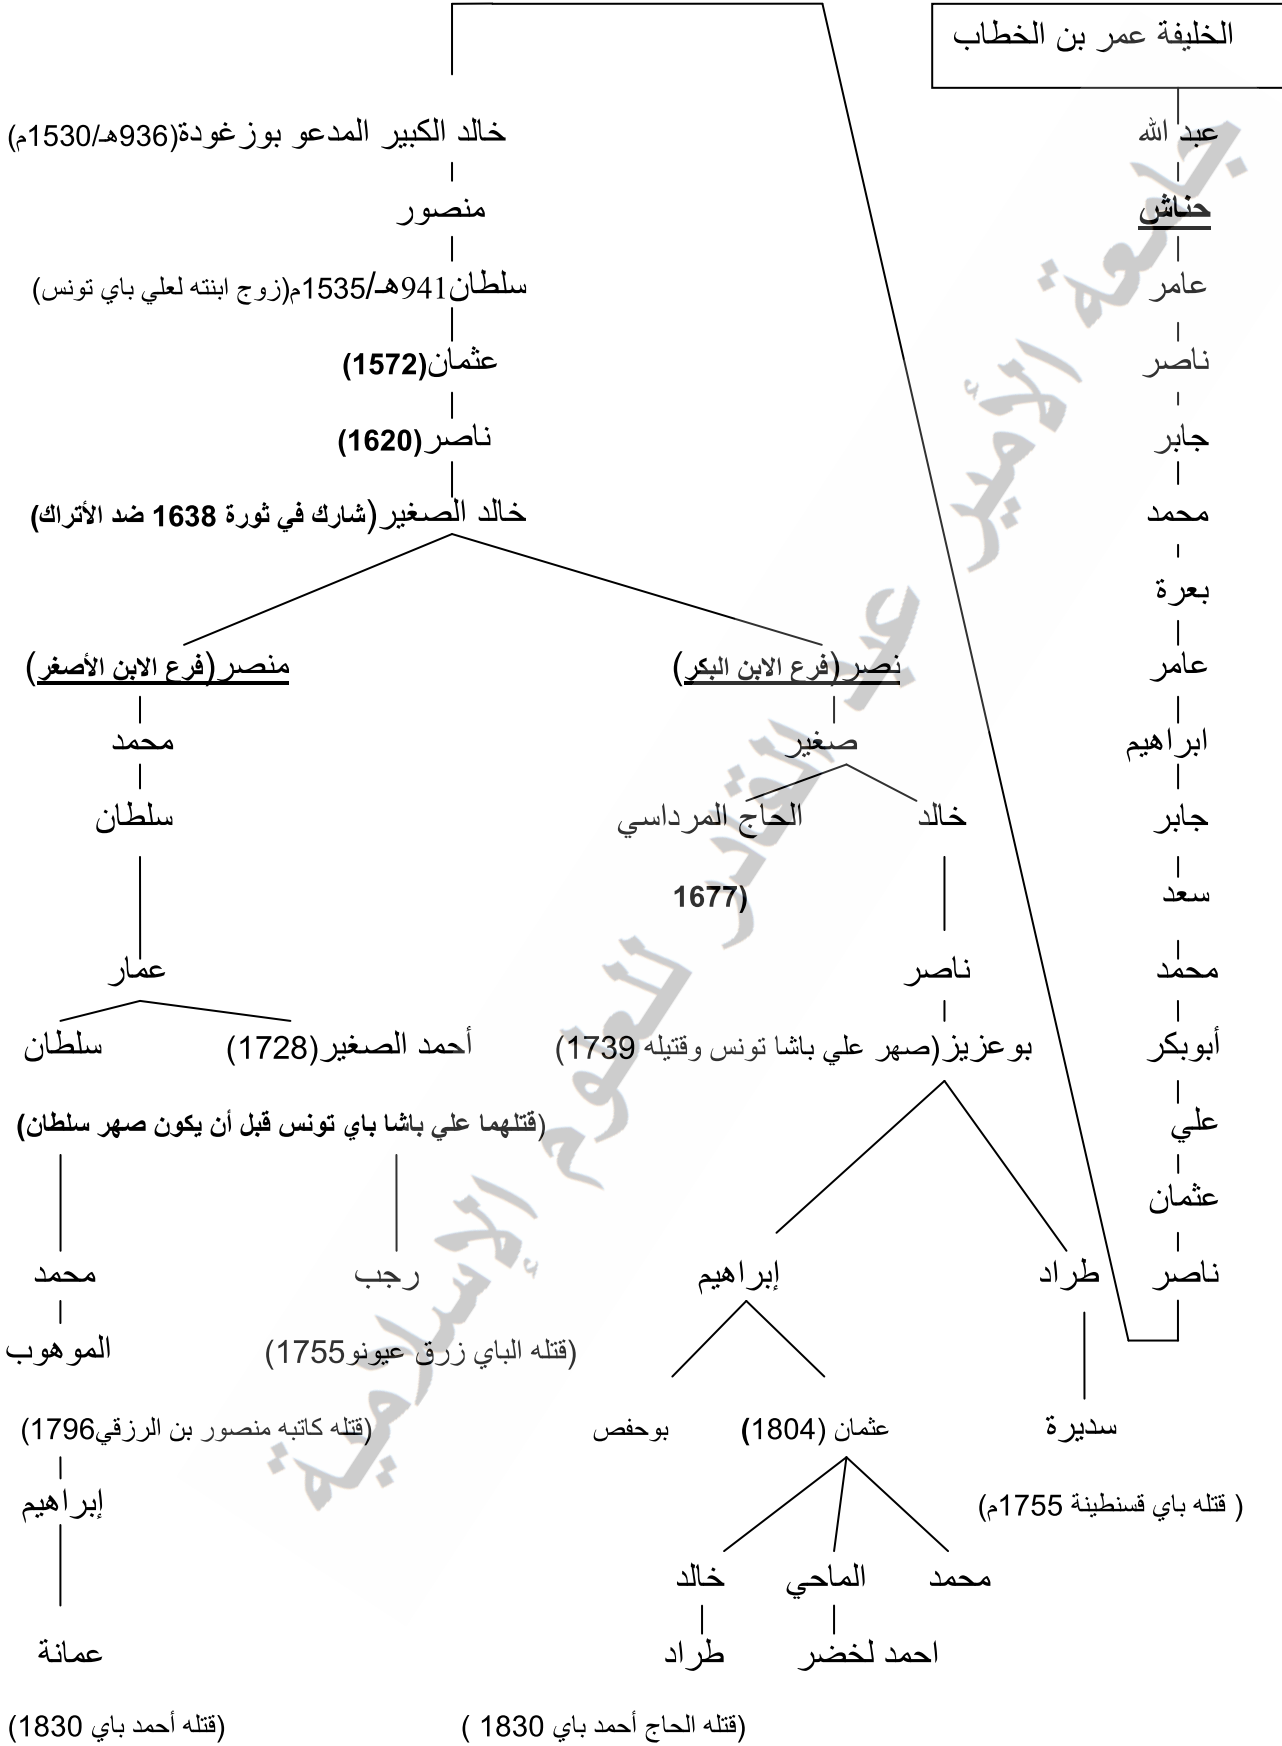 الخليفة عمر بن الخطاب
عبد الله
حناش
عامر
ناصر
جابر
محمد
بعرة
عامر
ابراهيم
جابر
سعد
محمد
أبوبكر
علي
عثمان
ناصر
خالد الكبير المدعو بوزغودة(936هـ/1530م)
منصور
سلطان941هـ/1535م(زوج ابنته لعلي باي تونس)
عثمان(1572)
ناصر(1620)
خالد الصغير(شارك في ثورة 1638 ضد الأتراك)
نصر(فرع الابن البكر)
منصر(فرع الابن الأصغر)
صغير
محمد
خالد
الحاج المرداسي
سلطان
(1677
ناصر
عمار
بوعزيز(صهر علي باشا تونس وقتيله 1739)
أحمد الصغير(1728)
سلطان
(قتلهما علي باشا باي تونس قبل أن يكون صهر سلطان)
طراد
إبراهيم
رجب
محمد
(قتله الباي زرق عيونو1755)
الموهوب
سديرة
عثمان (1804)
بوحفص
(قتله كاتبه منصور بن الرزقي1796)
( قتله باي قسنطينة 1755م)
إبراهيم
محمد
الماحي
خالد
احمد لخضر
طراد
عمانة
(قتله الحاج أحمد باي 1830 )
(قتله أحمد باي 1830)
جامعة الأمير عبد القادر للعلوم الإسلامية